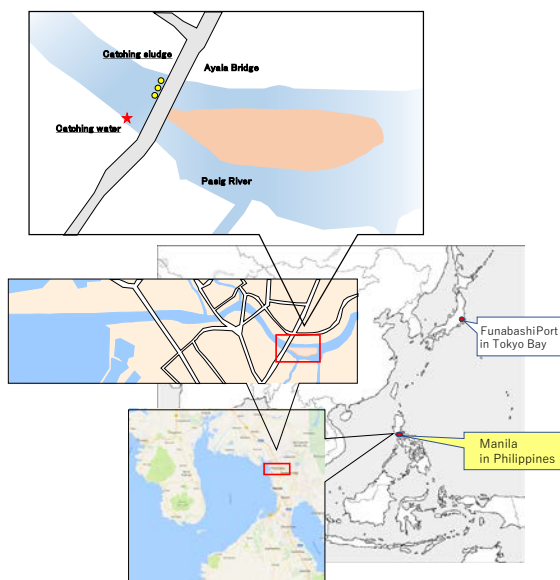 Catching sludge
Ayala Bridge
Catching water
Pasig River
FunabashiPort
in Tokyo Bay
Manila
in Philippines